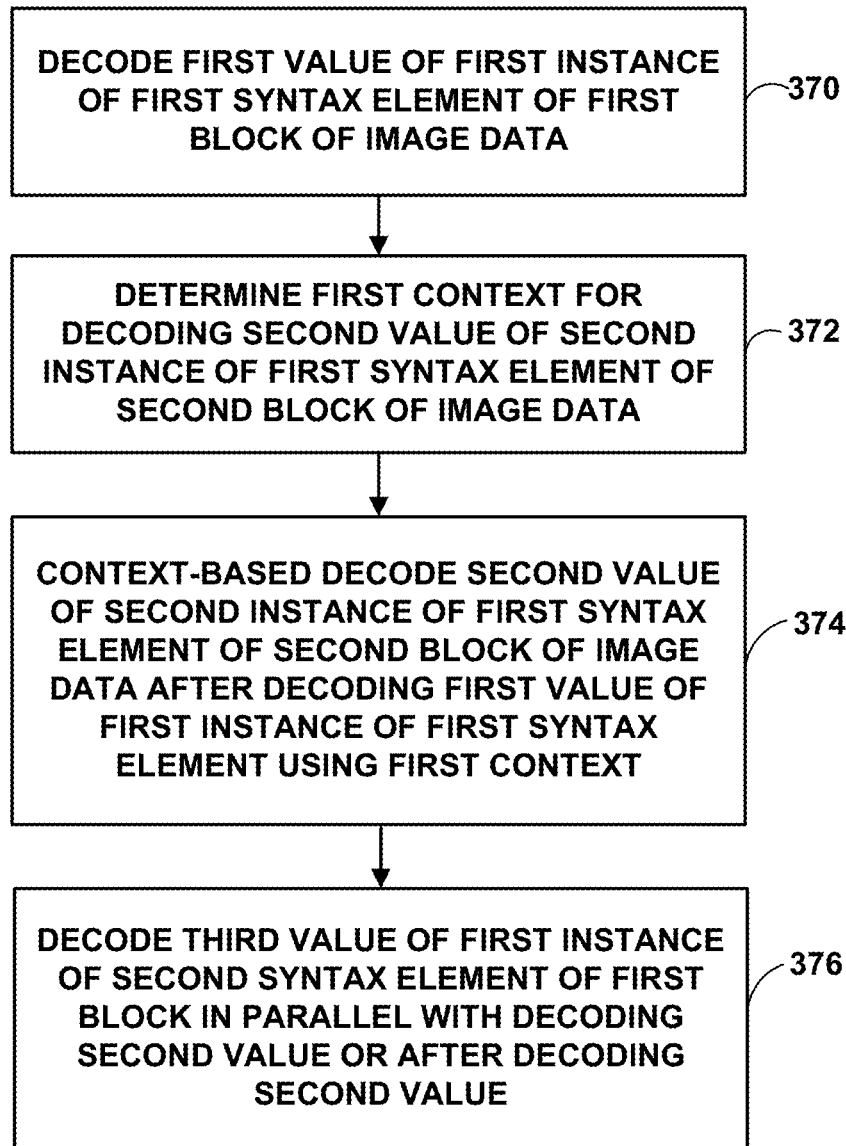 DECODE FIRST VALUE OF FIRST INSTANCE
OF FIRST SYNTAX ELEMENT OF FIRST
BLOCK OF IMAGE DATA
370
DETERMINE FIRST CONTEXT FOR
DECODING SECOND VALUE OF SECOND
INSTANCE OF FIRST SYNTAX ELEMENT OF
SECOND BLOCK OF IMAGE DATA
372
CONTEXT-BASED DECODE SECOND VALUE
OF SECOND INSTANCE OF FIRST SYNTAX
ELEMENT OF SECOND BLOCK OF IMAGE
DATA AFTER DECODING FIRST VALUE OF
FIRST INSTANCE OF FIRST SYNTAX
ELEMENT USING FIRST CONTEXT
374
DECODE THIRD VALUE OF FIRST INSTANCE
OF SECOND SYNTAX ELEMENT OF FIRST
BLOCK IN PARALLEL WITH DECODING
SECOND VALUE OR AFTER DECODING
SECOND VALUE
376